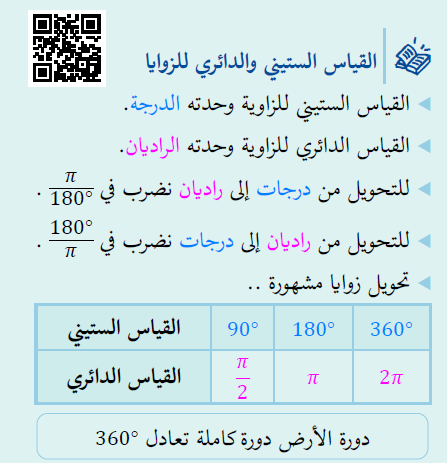 القياس الستيني والدائري للزوايا
القياس الستيني للزاوية وحدته الدرجة.
القياس الدائري للزاوية وحدته الراديان.
للتحويل من درجات إلى راديان نضرب في π/180° .
للتحويل من راديان إلى درجات نضرب في 180°/π .
تحويل زوايا مشهورة ..
القياس الستيني 90° 180° 360°
القياس الدائري π/2 π 2π
دورة الأرض دورة كاملة تعادل 360°